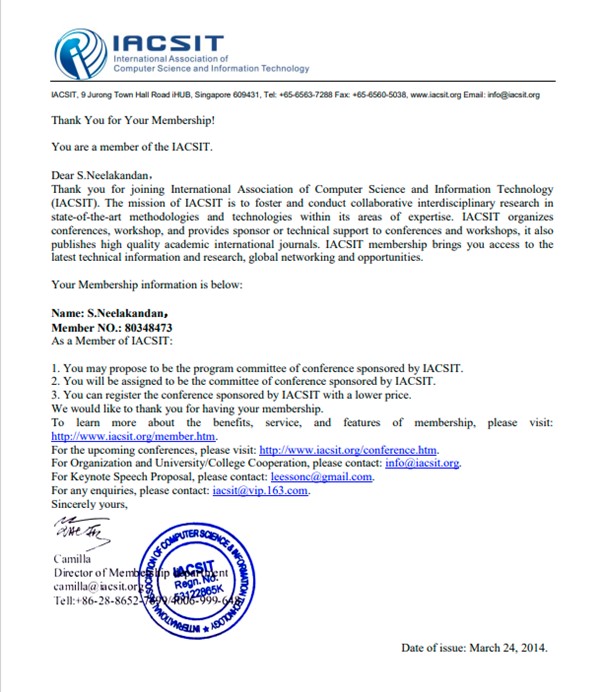 IACSIT
International Association of
Computer Science and Information Technology
IACSIT, 9 Jurong Town Hall Road iHUB, Singapore 609431, Tel: +65-6563-7288 Fax: +65-6560-5038, www.iacsit.org Email: info@iacsit.org
Thank You for Your Membership!
You are a member of the IACSIT.
Dear S.Neelakandan,
Thank you for joining International Association of Computer Science and Information Technology
(IACSIT). The mission of IACSIT is to foster and conduct collaborative interdisciplinary research in
state-of-the-art methodologies and technologies within its areas of expertise. IACSIT organizes
conferences, workshop, and provides sponsor or technical support to conferences and workshops, it also
publishes high quality academic international journals. IACSIT membership brings you access to the
latest technical information and research, global networking and opportunities.
Your Membership information is below:
Name: S.Neelakandan,
Member NO.: 80348473
As a Member of IACSIT:
1. You may propose to be the program committee of conference sponsored by IACSIT.
2. You will be assigned to be the committee of conference sponsored by IACSIT.
3. You can register the conference sponsored by IACSIT with a lower price.
We would like to thank you for having your membership.
To learn more about the benefits, service, and features of membership, please visit:
http://www.iacsit.org/member.htm.
For the upcoming conferences, please visit: http://www.iacsit.org/conference.htm.
For Organization and University/College Cooperation, please contact: info@iacsit.org.
For Keynote Speech Proposal, please contact: leessonc@gmail.com.
For any enquiries, please contact: iacsit@vip.163.com.
Sincerely yours,
Camilla
Director of Membership department
camilla@iacsit.org
Tell:+86-28-8652-
INTERNATIONAL ASSOCIATION OF COMPUTER SCIENCE & INFORMATION TECHNOLOGY
IACSIT
Regn. No.
53122865K
Date of issue: March 24, 2014.